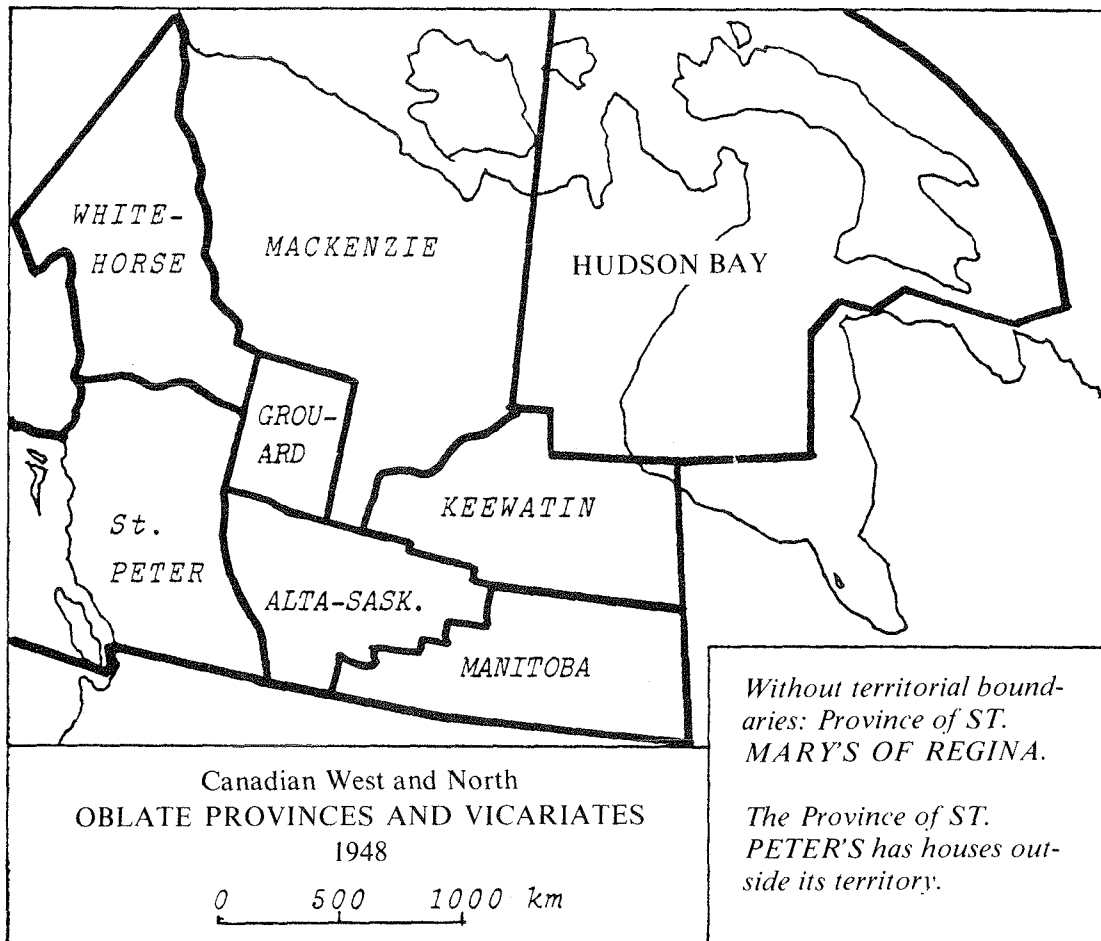 WHITE-
HORSE
MACKENZIE
HUDSON BAY
GROU-
ARD
KEEWATIN
St.
PETER
ALTA-SASK.
MANITOBA
Canadian West and North
OBLATE PROVINCES AND VICARIATES
1948
0 500 1000 km
Without territorial bound-
aries: Province of ST.
MARY'S OF REGINA.
The Province of ST.
PETER'S has houses out-
side its territory.